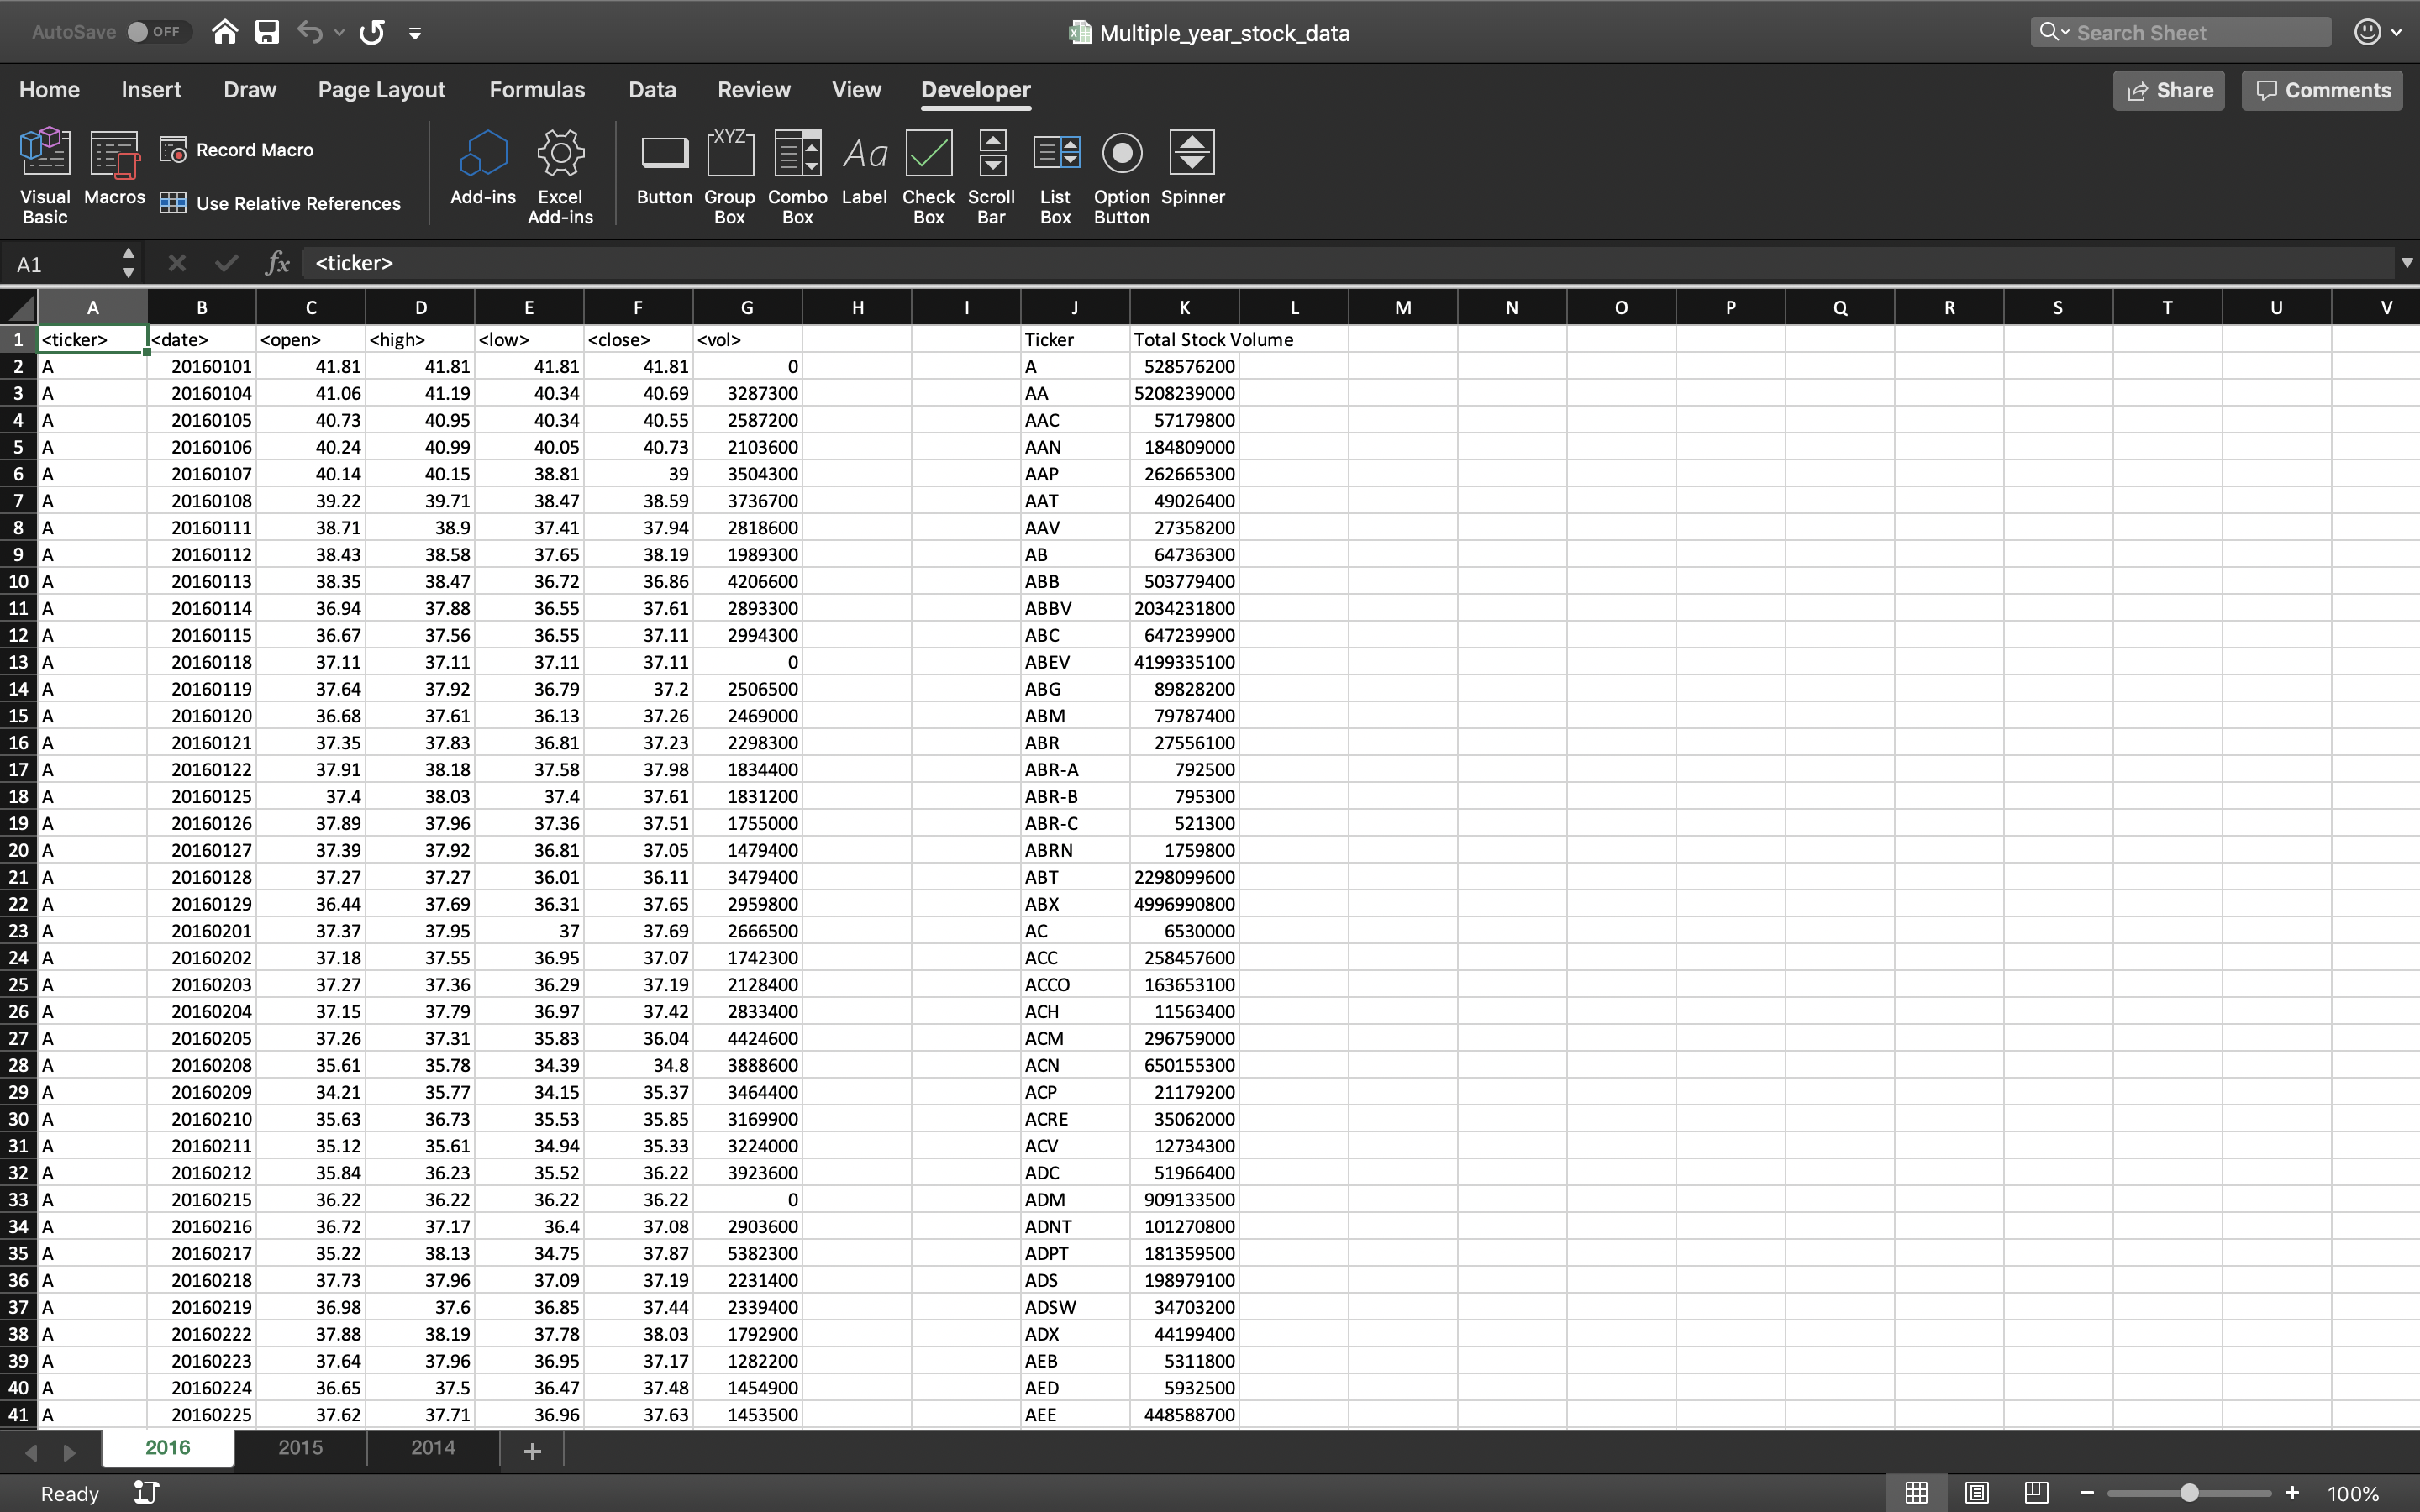 AutoSave OFF Multiple_year_stock_data Search Sheet
Home Insert Draw Page Layout Formulas Data Review View Developer Share Comments
Visual Basic Macros Record Macro Use Relative References Add-ins Excel Add-ins Button Group Box Combo Box Label Check Box Scroll Bar List Box Option Button Spinner
XYZ Aa
A1 fx <ticker>
A B C D E F G H I J K L M N O P Q R S T U V
1 <ticker> <date> <open> <high> <low> <close> <vol> Ticker Total Stock Volume
2 A 20160101 41.81 41.81 41.81 41.81 0 A 528576200
3 A 20160104 41.06 41.19 40.34 40.69 3287300 AA 5208239000
4 A 20160105 40.73 40.95 40.34 40.55 2587200 AAC 57179800
5 A 20160106 40.24 40.99 40.05 40.73 2103600 AAN 184809000
6 A 20160107 40.14 40.15 38.81 39 3504300 AAP 262665300
7 A 20160108 39.22 39.71 38.47 38.59 3736700 AAT 49026400
8 A 20160111 38.71 38.9 37.41 37.94 2818600 AAV 27358200
9 A 20160112 38.43 38.58 37.65 38.19 1989300 AB 64736300
10 A 20160113 38.35 38.47 36.72 36.86 4206600 ABB 503779400
11 A 20160114 36.94 37.88 36.55 37.61 2893300 ABBV 2034231800
12 A 20160115 36.67 37.56 36.55 37.11 2994300 ABC 647239900
13 A 20160118 37.11 37.11 37.11 37.11 0 ABEV 4199335100
14 A 20160119 37.64 37.92 36.79 37.2 2506500 ABG 89828200
15 A 20160120 36.68 37.61 36.13 37.26 2469000 ABM 79787400
16 A 20160121 37.35 37.83 36.81 37.23 2298300 ABR 27556100
17 A 20160122 37.91 38.18 37.58 37.98 1834400 ABR-A 792500
18 A 20160125 37.4 38.03 37.4 37.61 1831200 ABR-B 795300
19 A 20160126 37.89 37.96 37.36 37.51 1755000 ABR-C 521300
20 A 20160127 37.39 37.92 36.81 37.05 1479400 ABRN 1759800
21 A 20160128 37.27 37.27 36.01 36.11 3479400 ABT 2298099600
22 A 20160129 36.44 37.69 36.31 37.65 2959800 ABX 4996990800
23 A 20160201 37.37 37.95 37 37.69 2666500 AC 6530000
24 A 20160202 37.18 37.55 36.95 37.07 1742300 ACC 258457600
25 A 20160203 37.27 37.36 36.29 37.19 2128400 ACCO 163653100
26 A 20160204 37.15 37.79 36.97 37.42 2833400 ACH 11563400
27 A 20160205 37.26 37.31 35.83 36.04 4424600 ACM 296759000
28 A 20160208 35.61 35.78 34.39 34.8 3888600 ACN 650155300
29 A 20160209 34.21 35.77 34.15 35.37 3464400 ACP 21179200
30 A 20160210 35.63 36.73 35.53 35.85 3169900 ACRE 35062000
31 A 20160211 35.12 35.61 34.94 35.33 3224000 ACV 12734300
32 A 20160212 35.84 36.23 35.52 36.22 3923600 ADC 51966400
33 A 20160215 36.22 36.22 36.22 36.22 0 ADM 909133500
34 A 20160216 36.72 37.17 36.4 37.08 2903600 ADNT 101270800
35 A 20160217 35.22 38.13 34.75 37.87 5382300 ADPT 181359500
36 A 20160218 37.73 37.96 37.09 37.19 2231400 ADS 198979100
37 A 20160219 36.98 37.6 36.85 37.44 2339400 ADSW 34703200
38 A 20160222 37.88 38.19 37.78 38.03 1792900 ADX 44199400
39 A 20160223 37.64 37.96 36.95 37.17 1282200 AEB 5311800
40 A 20160224 36.65 37.5 36.47 37.48 1454900 AED 5932500
41 A 20160225 37.62 37.71 36.96 37.63 1453500 AEE 448588700
2016 2015 2014 +
Ready 100%